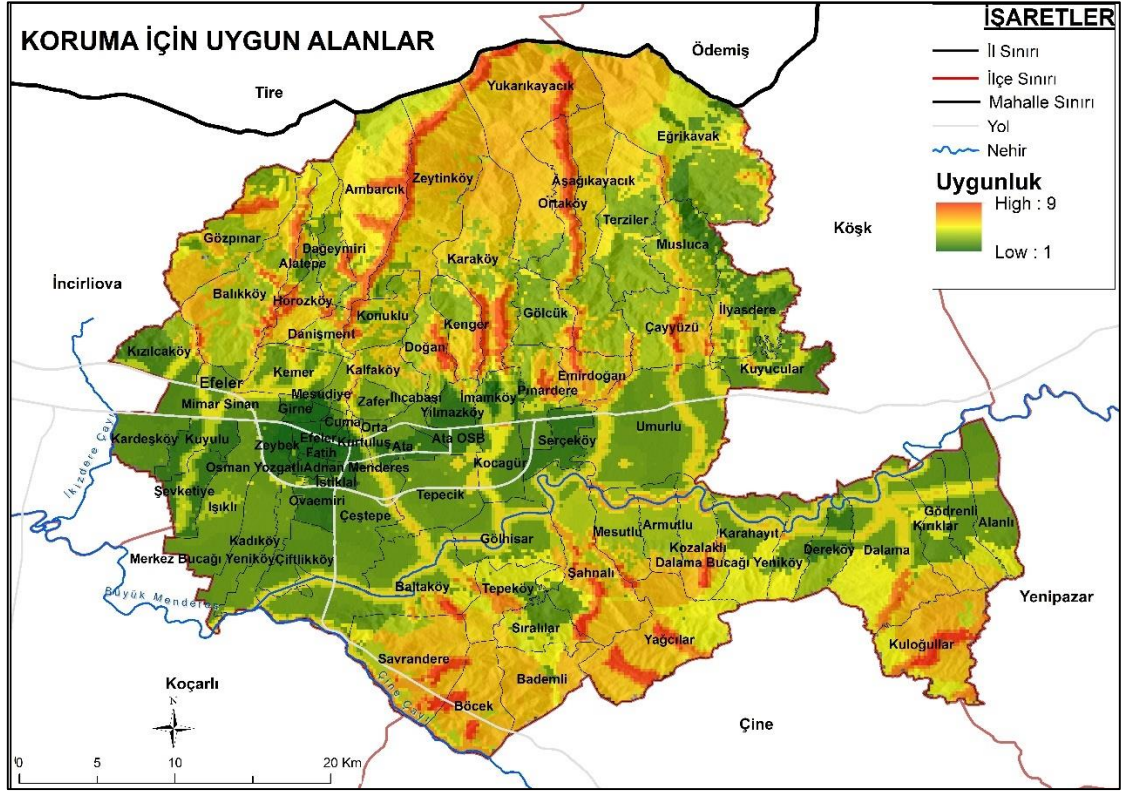 KORUMA İÇİN UYGUN ALANLAR
İŞARETLER
İl Sınırı
İlçe Sınırı
Mahalle Sınırı
Yol
Nehir
Uygunluk
High : 9
Low : 1
Tire
Ödemiş
Köşk
İncirliova
Koçarlı
Çine
Yenipazar
Yukarıkayacık
Eğrikavak
Ambarcık
Zeytinköy
Aşağıkayacık
Ortaköy
Terziler
Gözpınar
Dağeymiri
Alatepe
Musluca
Karaköy
Balıkköy
Horozköy
Danişment
Konuklu
Kenger
Gölcük
Doğan
Çayyüzü
İlyasdere
Kızılcaköy
Kuyucular
Efeler
Kemer
Kalfaköy
Emirdoğan
Pınardere
Mimar Sinan
Mesudiye
Girne
Zafer
Ilıcabaşı
İmamköy
Yılmazköy
Cuma
Orta
Umurlu
Kardeşköy
Kuyulu
Zeybek
Efeler
Kurtuluş
Fatih
Ata
Ata OSB
Serçeköy
Osman Yozgatlı
Adnan Menderes
Kocagür
İstiklal
Şevketiye
Işıklı
Ovaemiri
Tepecik
Çeştepe
Kadıköy
Merkez Bucağı Yeniköy
Çiftlikköy
Gölhisar
Mesutlu
Armutlu
Karahayıt
Kozalaklı
Dalama Bucağı Yeniköy
Dereköy
Dalama
Gödrenli
Kırıklar
Alanlı
Baltaköy
Tepeköy
Şahnalı
Sıralılar
Yağcılar
Kuloğullar
Savrandere
Bademli
Böcek
İkizdere Çayı
Büyük Menderes
Çine Çayı
N
0 5 10 20 Km